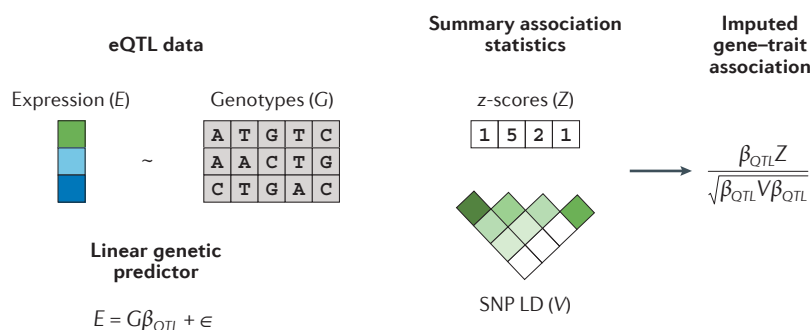 eQTL data
Expression (E)
Genotypes (G)
~
A T G T C
A A C T G
C T G A C
Linear genetic
predictor
E = Gβ_QTL + ϵ
Summary association
statistics
z-scores (Z)
1 5 2 1
SNP LD (V)
Imputed
gene–trait
association
β_QTL Z
√β_QTL Vβ_QTL